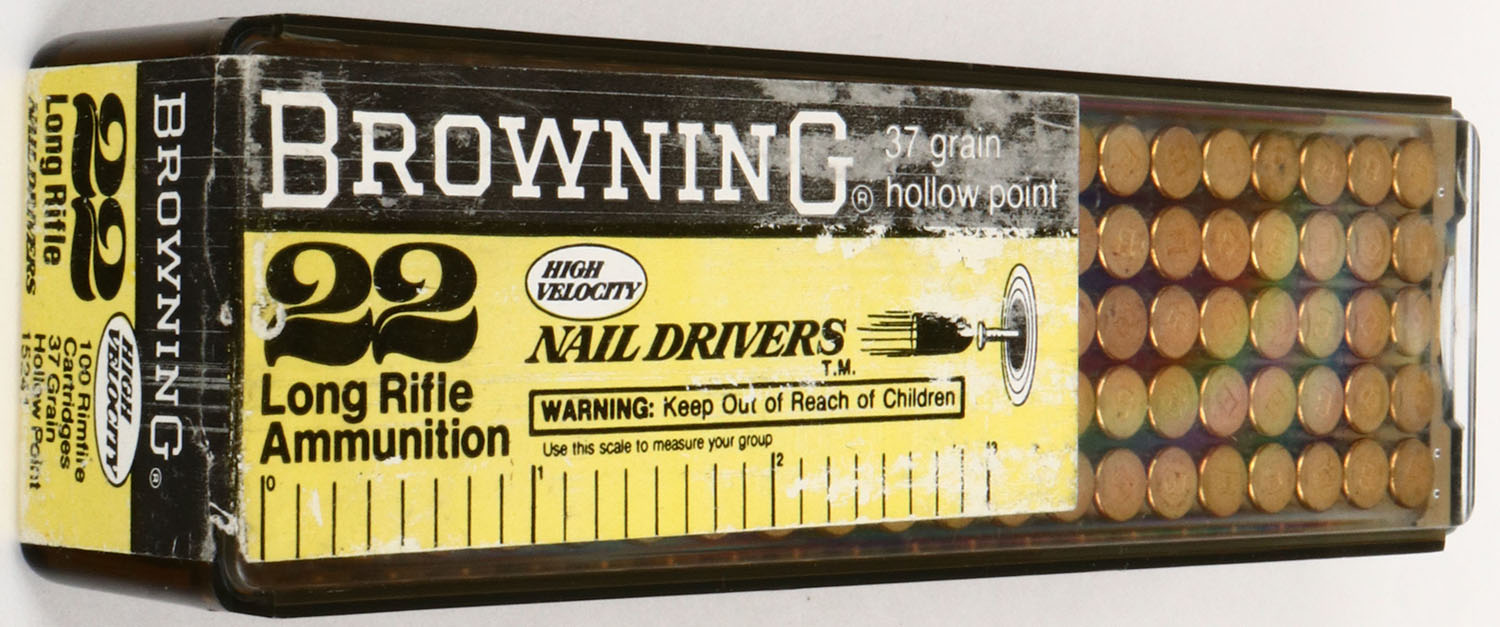 BROWNING®
37 grain
hollow point
22
Long Rifle
Ammunition
HIGH
VELOCITY
NAIL DRIVERS
T.M.
WARNING: Keep Out of Reach of Children
Use this scale to measure your group
0 1 2 3
BROWNING®
22
Long Rifle
NAIL DRIVERS
HIGH
VELOCITY
100 Rimfire
Cartridges
37 Grain
Hollow Point